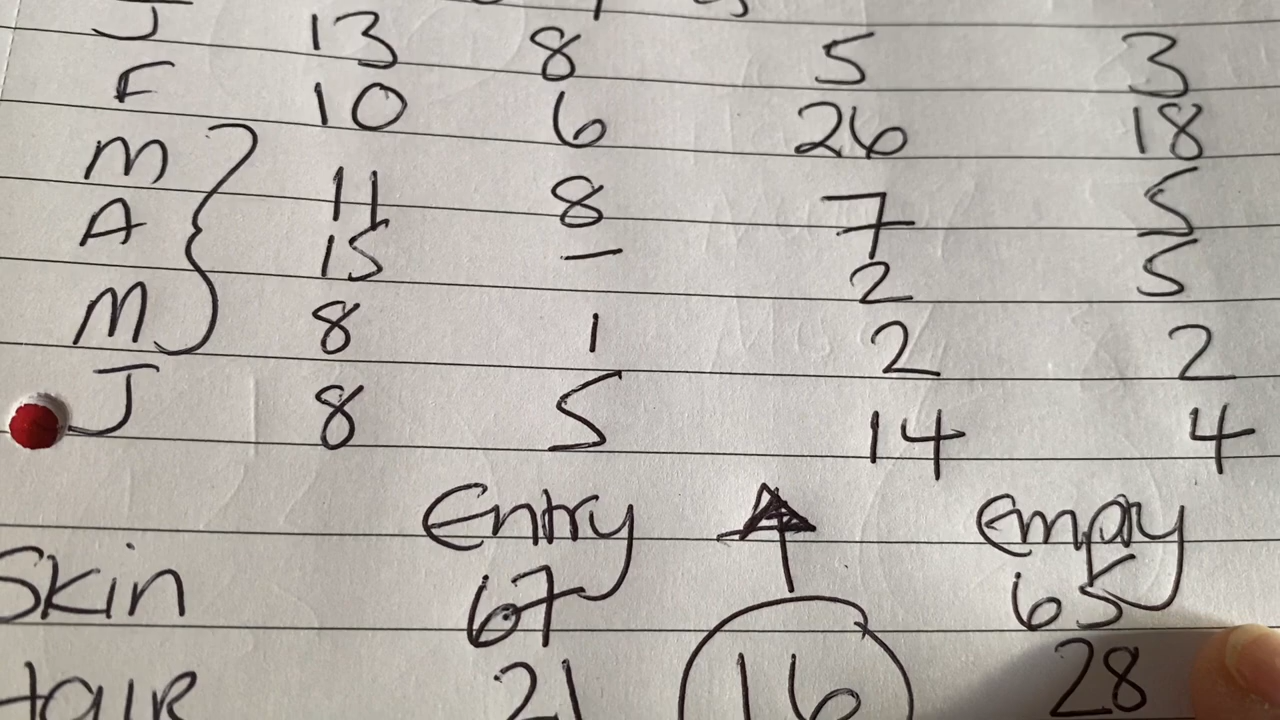 J 13 8 5 3
F 10 6 26 18
M 11 8 7 5
A 15 — 2 5
M 8 1 2 2
J 8 5 14 4
Entry Empty
Skin 67 65
Hair 21 16 28